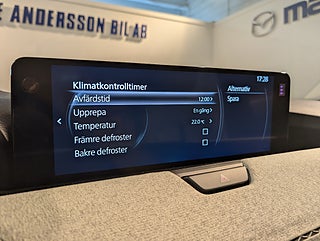 E ANDERSSON BIL AB
17:28
Klimatkontrolltimer
Avfärdstid 12:00
Upprepa En gång
Temperatur 22.0 °C
Främre defroster
Bakre defroster
Alternativ
Spara